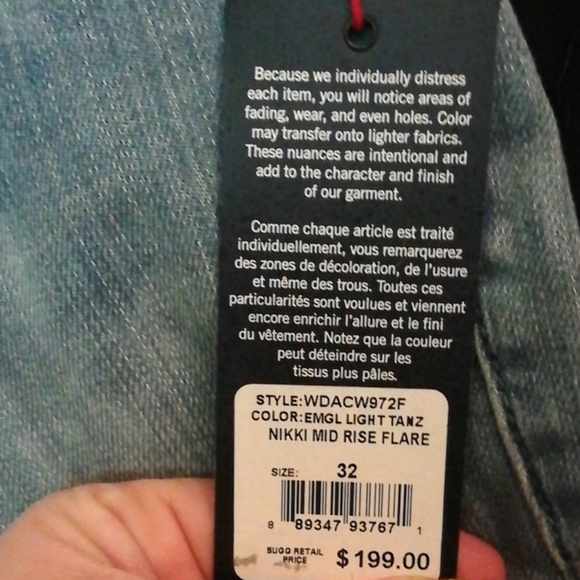 Because we individually distress
each item, you will notice areas of
fading, wear, and even holes. Color
may transfer onto lighter fabrics.
These nuances are intentional and
add to the character and finish
of our garment.
Comme chaque article est traité
individuellement, vous remarquerez
des zones de décoloration, de l'usure
et même des trous. Toutes ces
particularités sont voulues et viennent
encore enrichir l'allure et le fini
du vêtement. Notez que la couleur
peut déteindre sur les
tissus plus pâles.
STYLE:WDACW972F
COLOR:EMGL LIGHT TANZ
NIKKI MID RISE FLARE
SIZE: 32
8 89347 93767 1
SUGG RETAIL
PRICE $199.00